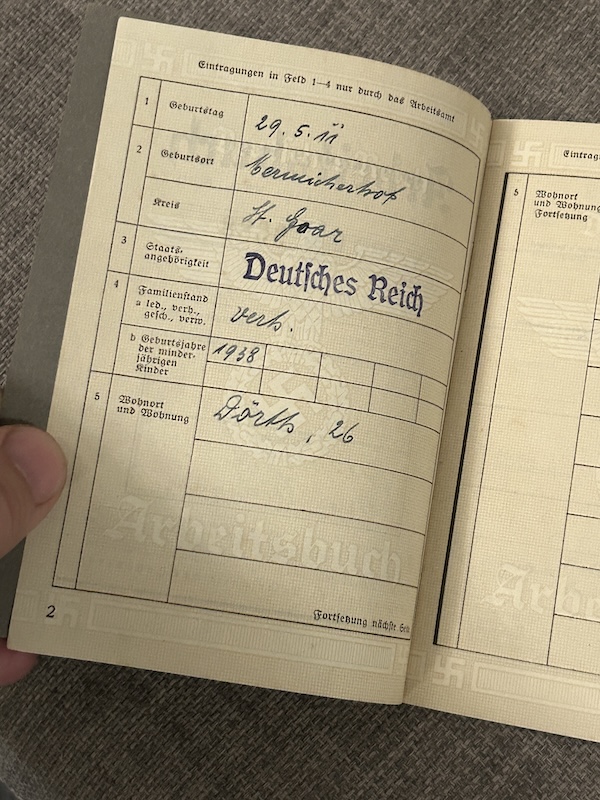 Eintragungen in Feld 1–4 nur durch das Arbeitsamt
1 Geburtstag 29. 5. 11
2 Geburtsort
Kreis St. Goar
3 Staats-
angehörigkeit Deutsches Reich
4 Familienstand
a led., verh.,
gesch., verw. verh.
b Geburtsjahre
der minder-
jährigen
Kinder 1938
5 Wohnort
und Wohnung Dörth, 26
Arbeitsbuch
2
Fortsetzung nächste
5 Wohnort
und Wohnung
Fortsetzung